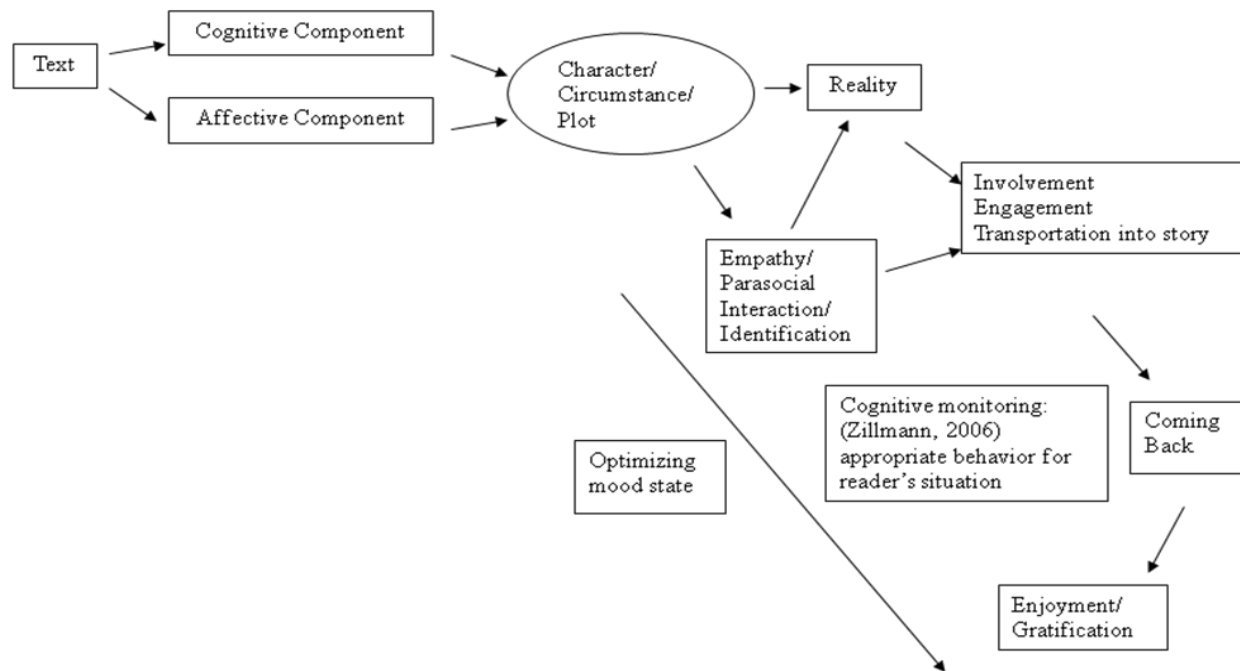 Cognitive Component
Text
Affective Component
Character/
Circumstance/
Plot
Reality
Involvement
Engagement
Transportation into story
Empathy/
Parasocial
Interaction/
Identification
Cognitive monitoring:
(Zillmann, 2006)
appropriate behavior for
reader's situation
Coming
Back
Optimizing
mood state
Enjoyment/
Gratification